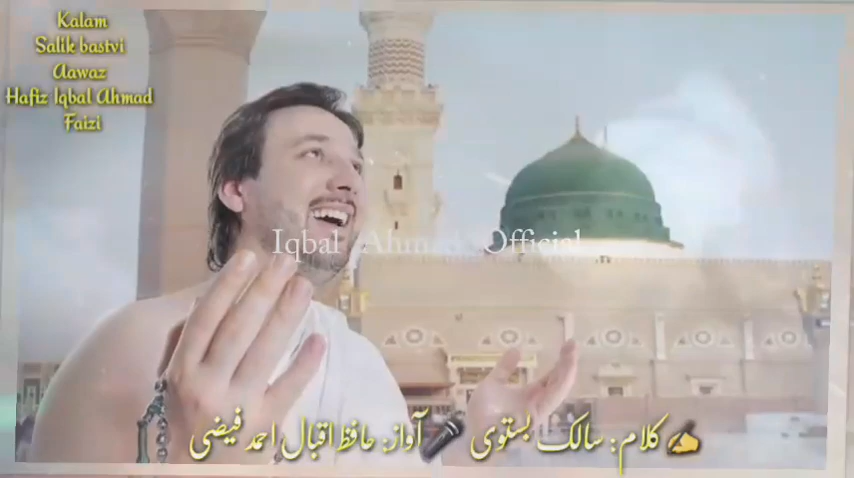 Kalam
Salik bastvi
Aawaz
Hafiz Iqbal Ahmad
Faizi
Iqbal Ahmad Official
✍️ کلام: سالک بستوی 🎤 آواز: حافظ اقبال احمد فیضی